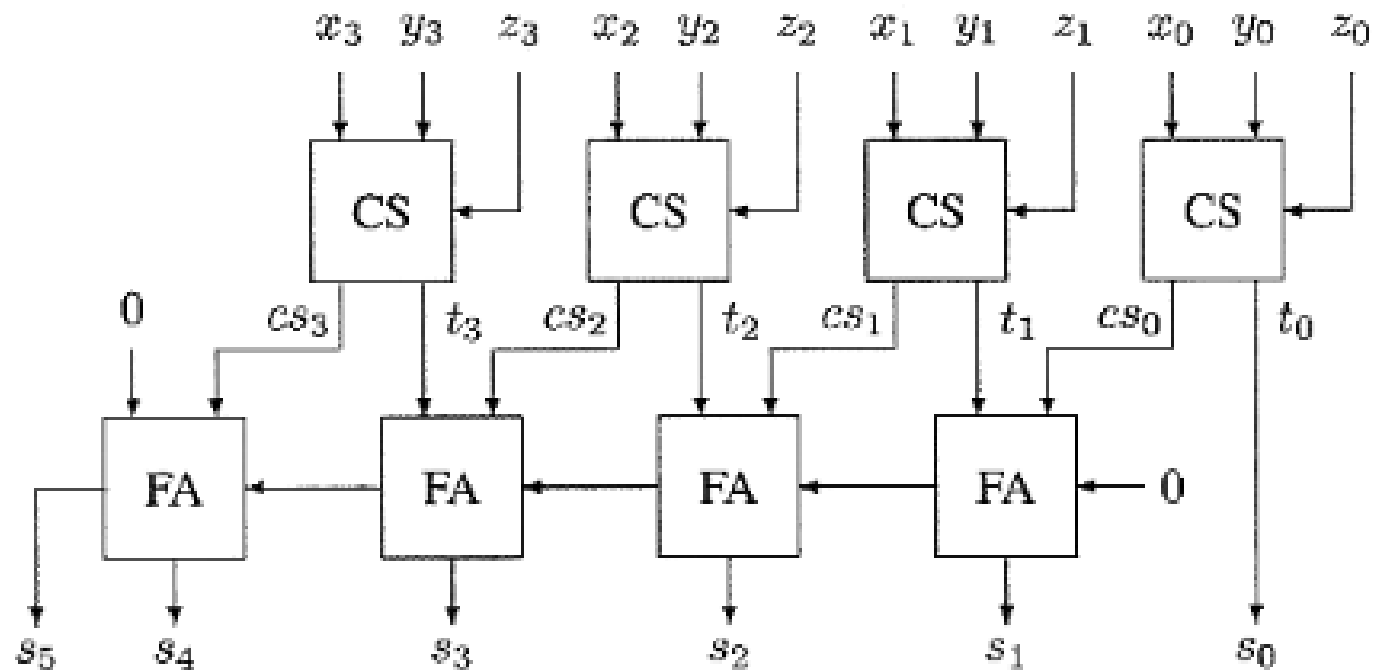 x₃ y₃ z₃ x₂ y₂ z₂ x₁ y₁ z₁ x₀ y₀ z₀
CS CS CS CS
0 cs₃ t₃ cs₂ t₂ cs₁ t₁ cs₀ t₀
FA FA FA FA 0
s₅ s₄ s₃ s₂ s₁ s₀